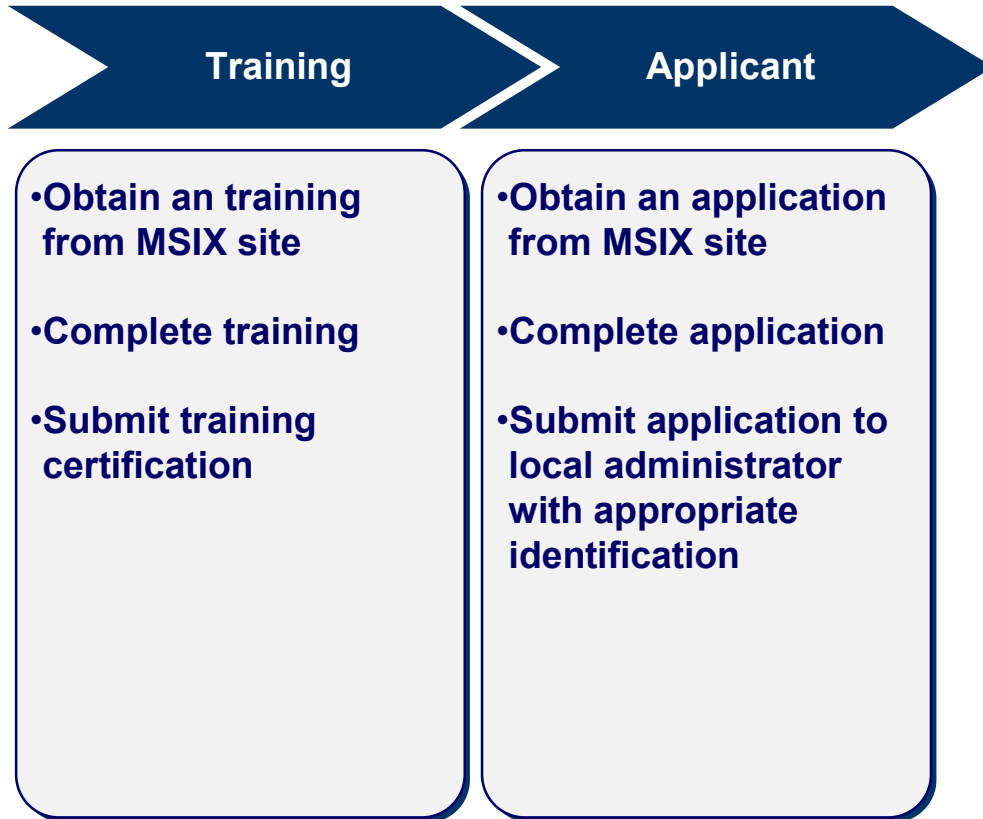 Training
Applicant
•Obtain an training
from MSIX site
•Complete training
•Submit training
certification
•Obtain an application
from MSIX site
•Complete application
•Submit application to
local administrator
with appropriate
identification